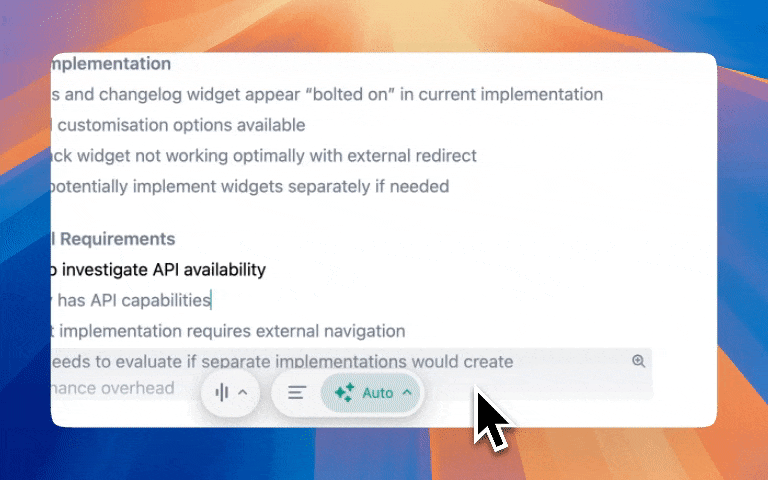 mplementation
s and changelog widget appear “bolted on” in current implementation
customisation options available
ck widget not working optimally with external redirect
potentially implement widgets separately if needed
l Requirements
o investigate API availability
y has API capabilities
t implementation requires external navigation
eeds to evaluate if separate implementations would create
nance overhead
Auto